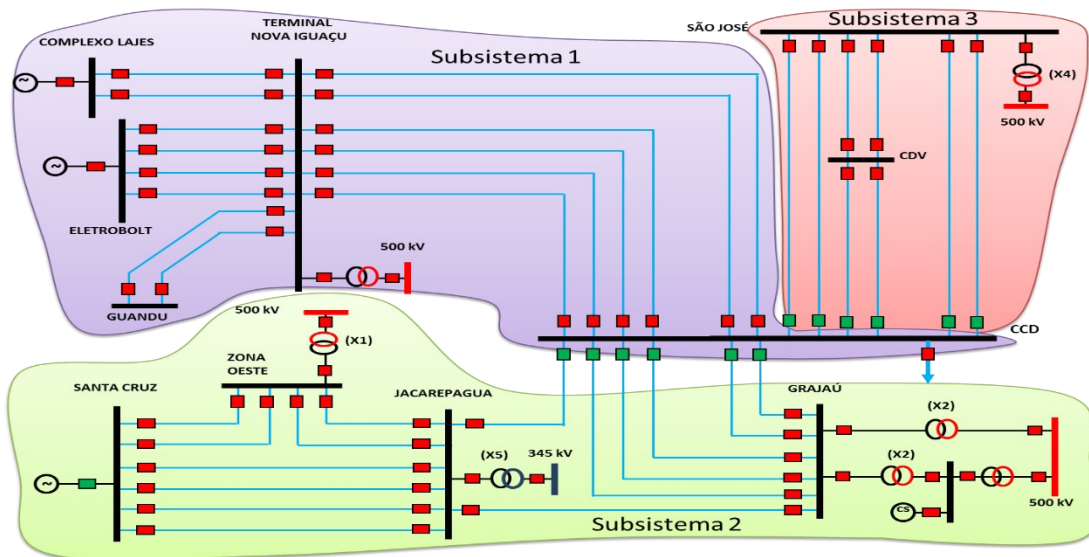 COMPLEXO LAJES
TERMINAL
NOVA IGUAÇU
Subsistema 1
SÃO JOSÉ
Subsistema 3
(X4)
500 kV
CDV
~
~
ELETROBOLT
500 kV
GUANDU
500 kV
(X1)
CCD
ZONA
OESTE
SANTA CRUZ
JACAREPAGUA
GRAJAÚ
(X2)
(X5)
345 kV
(X2)
~
CS
500 kV
Subsistema 2